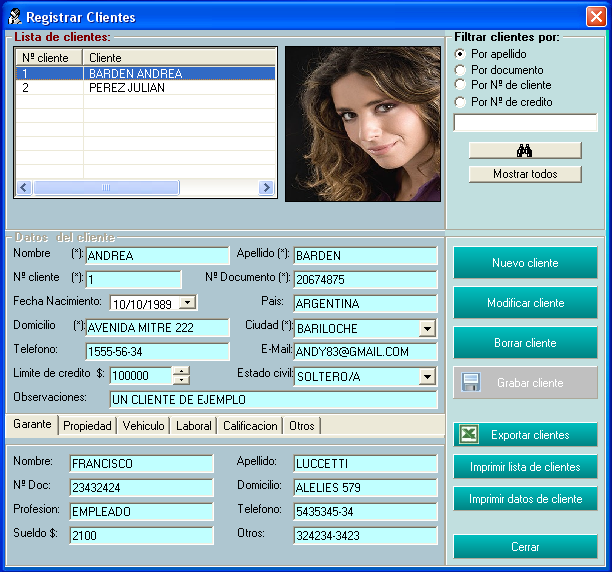 Registrar Clientes
Lista de clientes:
Nº cliente Cliente
1 BARDEN ANDREA
2 PEREZ JULIAN
Filtrar clientes por:
Por apellido
Por documento
Por Nº de cliente
Por Nº de credito
Mostrar todos
Datos del cliente
Nombre (*): ANDREA Apellido (*): BARDEN
Nº cliente (*): 1 Nº Documento (*): 20674875
Fecha Nacimiento: 10/10/1989 Pais: ARGENTINA
Domicilio (*): AVENIDA MITRE 222 Ciudad (*): BARILOCHE
Telefono: 1555-56-34 E-Mail: ANDY83@GMAIL.COM
Limite de credito $: 100000 Estado civil: SOLTERO/A
Observaciones: UN CLIENTE DE EJEMPLO
Nuevo cliente
Modificar cliente
Borrar cliente
Grabar cliente
Garante Propiedad Vehiculo Laboral Calificacion Otros
Nombre: FRANCISCO Apellido: LUCCETTI
Nº Doc: 23432424 Domicilio: ALELIES 579
Profesion: EMPLEADO Telefono: 5435345-34
Sueldo $: 2100 Otros: 324234-3423
Exportar clientes
Imprimir lista de clientes
Imprimir datos de cliente
Cerrar